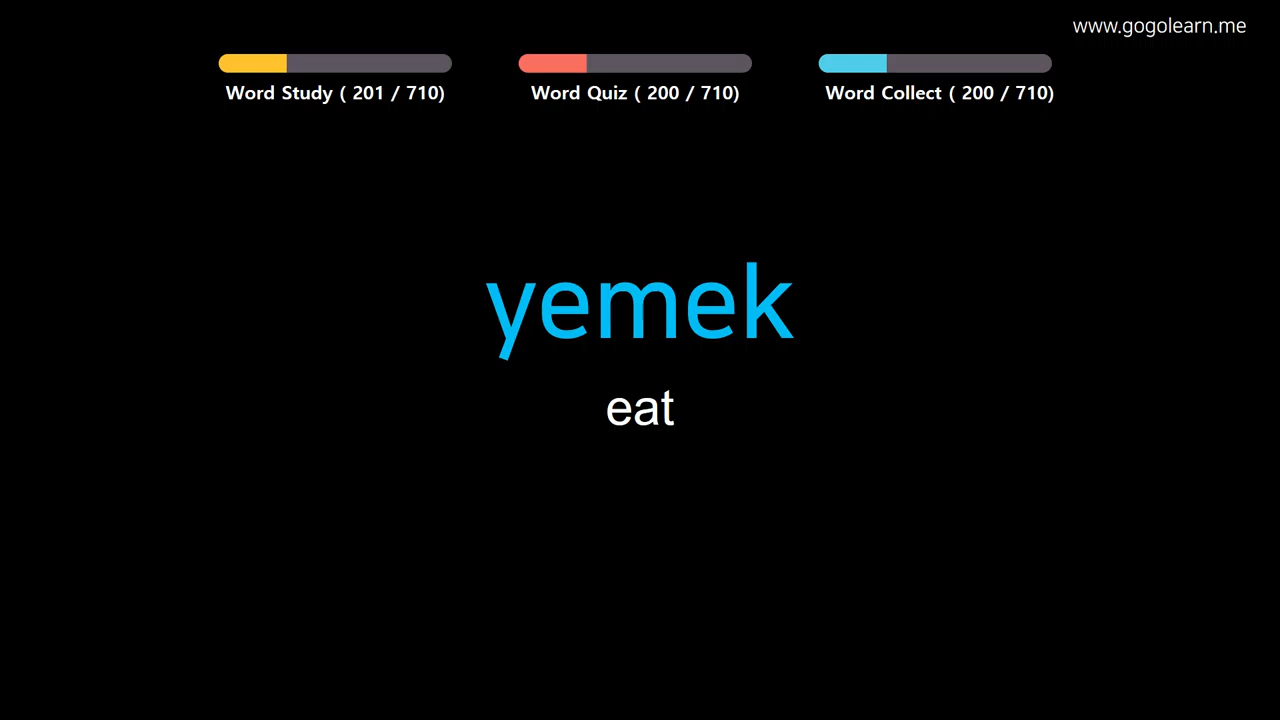 www.gogolearn.me
Word Study ( 201 / 710)
Word Quiz ( 200 / 710)
Word Collect ( 200 / 710)
yemek
eat